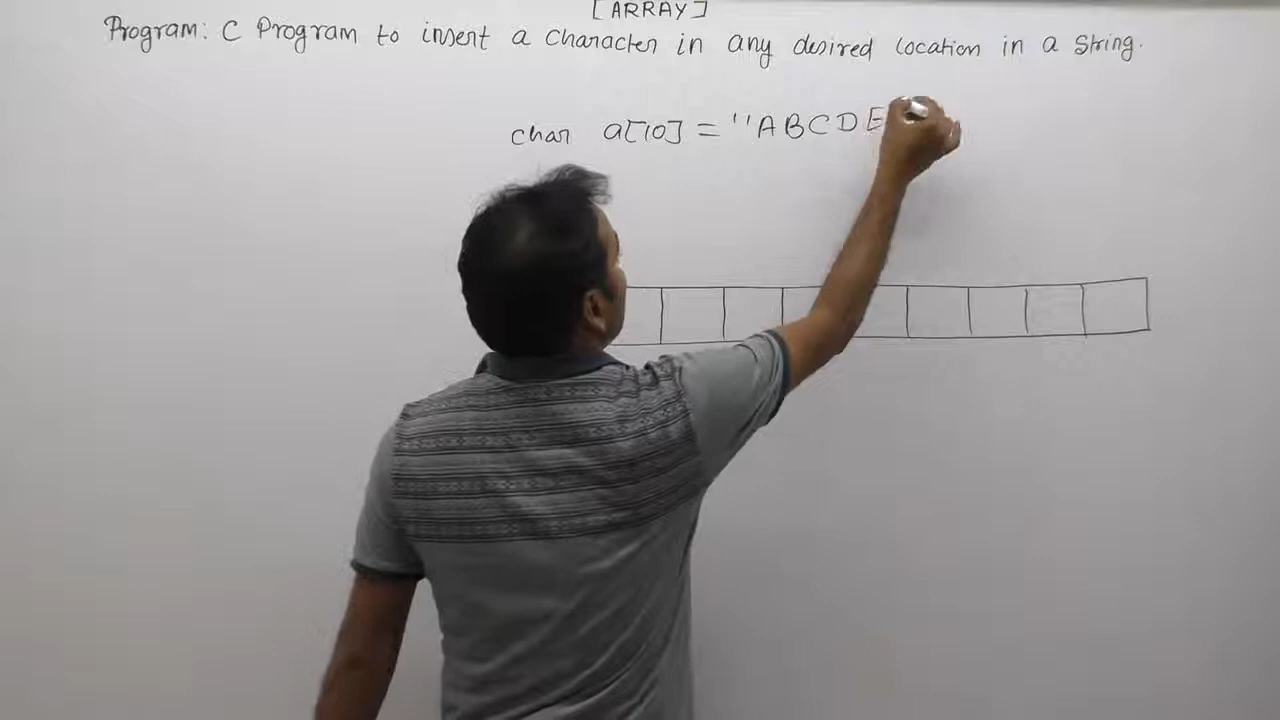 [ARRAY]
Program: C Program to insert a character in any desired location in a string.
char a[10] = "ABCDE